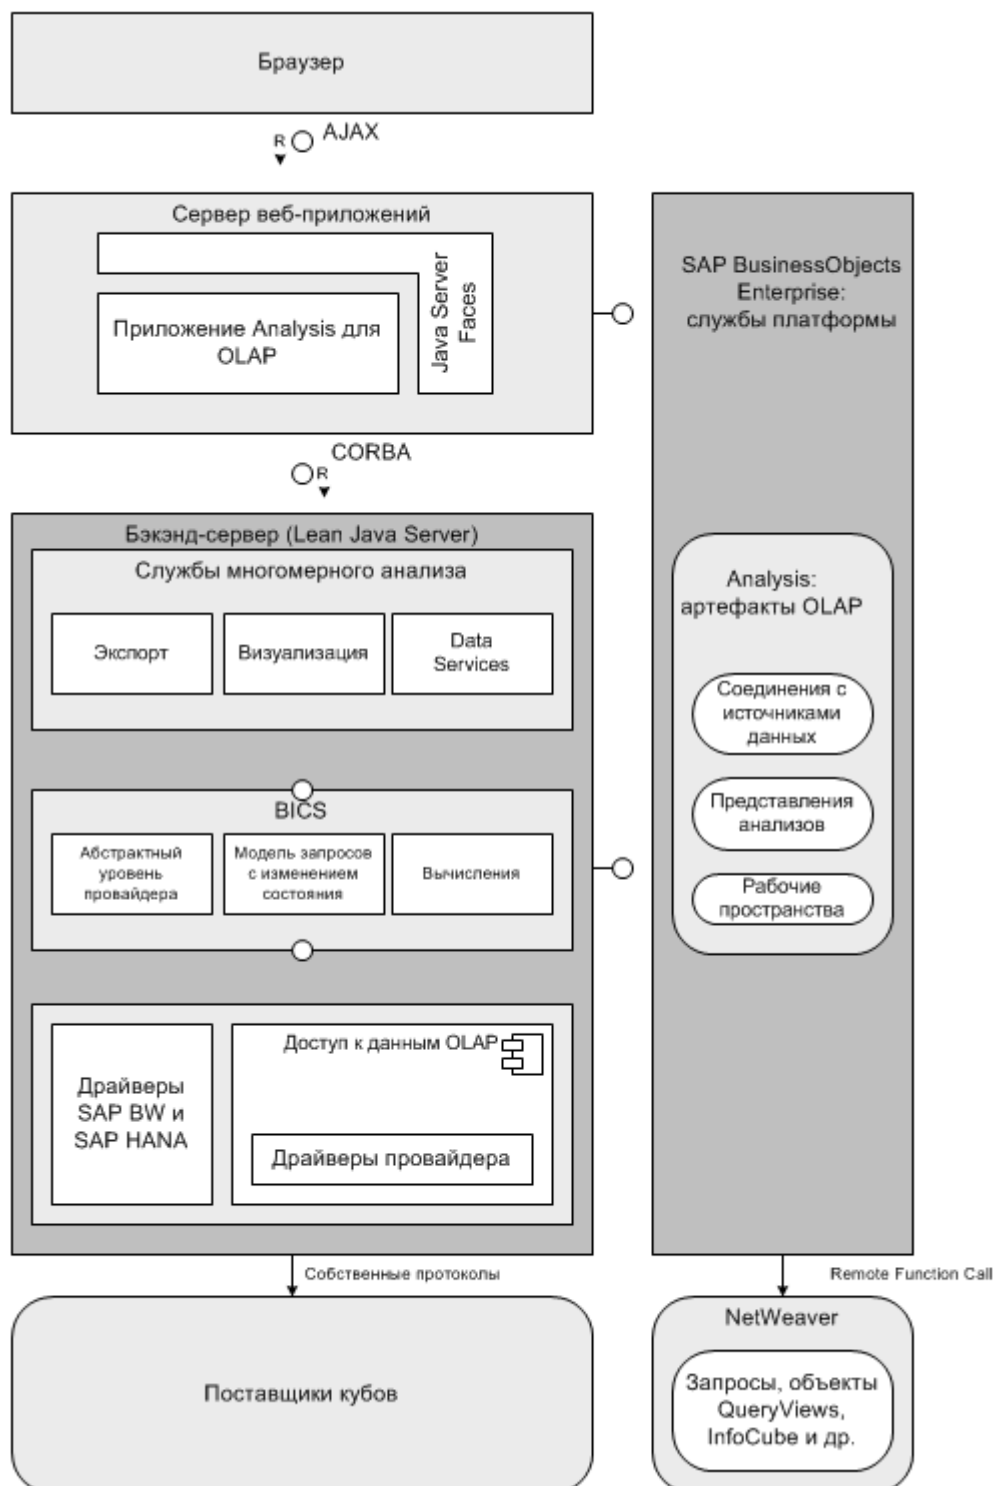 Браузер
AJAX
R
Сервер веб-приложений
Java Server
Faces
Приложение Analysis для
OLAP
SAP BusinessObjects
Enterprise:
службы платформы
CORBA
R
Бэкэнд-сервер (Lean Java Server)
Службы многомерного анализа
Экспорт
Визуализация
Data
Services
BICS
Абстрактный
уровень
провайдера
Модель запросов
с изменением
состояния
Вычисления
Драйверы
SAP BW и
SAP HANA
Доступ к данным OLAP
Драйверы провайдера
Analysis:
артефакты OLAP
Соединения с
источниками
данных
Представления
анализов
Рабочие
пространства
Собственные протоколы
Remote Function Call
Поставщики кубов
NetWeaver
Запросы, объекты
QueryViews,
InfoCube и др.